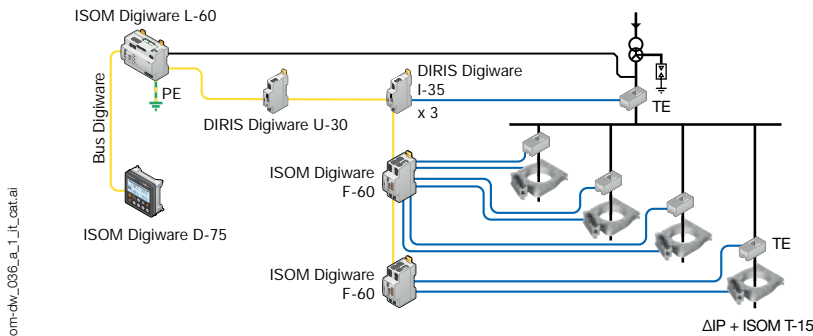 ISOM Digiware L-60
PE
Bus Digiware
DIRIS Digiware U-30
DIRIS Digiware
I-35
x 3
TE
ISOM Digiware
F-60
ISOM Digiware D-75
ISOM Digiware
F-60
TE
ΔIP + ISOM T-15
om-dw_036_a_1_it_cat.ai